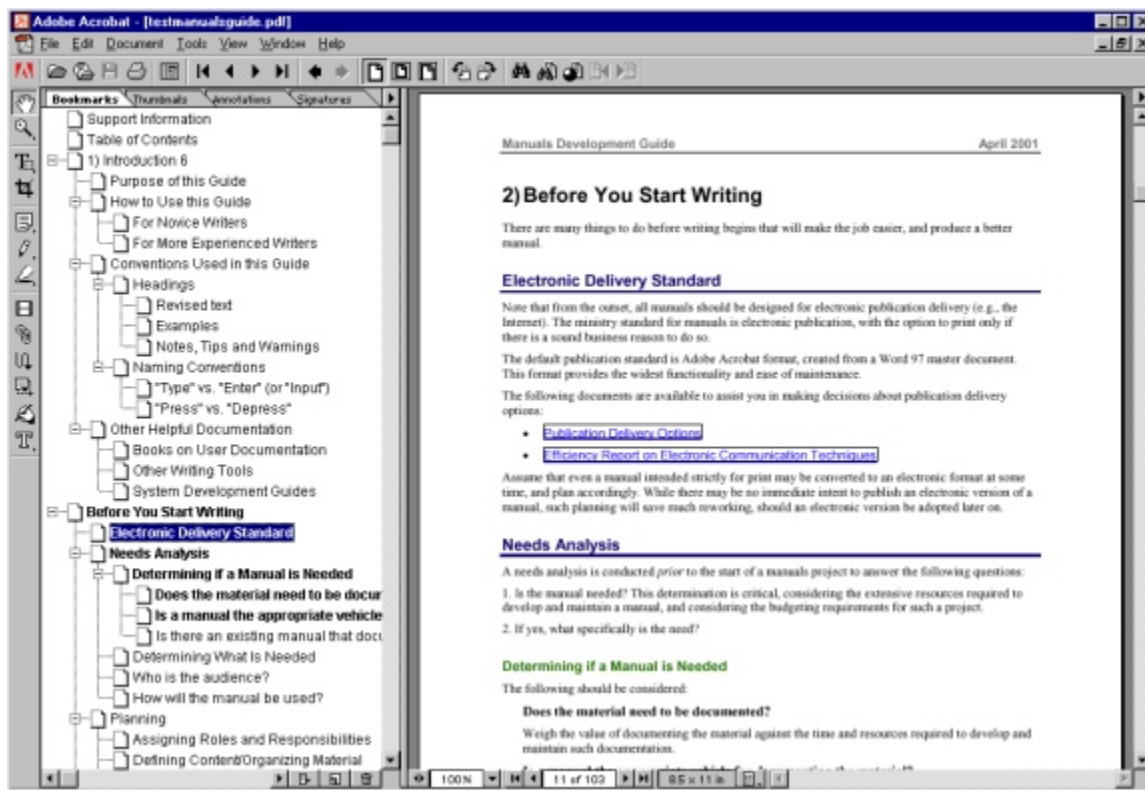 Adobe Acrobat - [testmanualsguide.pdf]
File Edit Document Tools View Window Help
Bookmarks Thumbnails Annotations Signatures
Support Information
Table of Contents
1) Introduction 6
Purpose of this Guide
How to Use this Guide
For Novice Writers
For More Experienced Writers
Conventions Used in this Guide
Headings
Revised text
Examples
Notes, Tips and Warnings
Naming Conventions
"Type" vs. "Enter" (or "Input")
"Press" vs. "Depress"
Other Helpful Documentation
Books on User Documentation
Other Writing Tools
System Development Guides
Before You Start Writing
Electronic Delivery Standard
Needs Analysis
Determining if a Manual is Needed
Does the material need to be docur
Is a manual the appropriate vehicle
Is there an existing manual that docu
Determining What Is Needed
Who is the audience?
How will the manual be used?
Planning
Assigning Roles and Responsibilities
Defining Content/Organizing Material
Manuals Development Guide April 2001
2) Before You Start Writing
There are many things to do before writing begins that will make the job easier, and produce a better
manual.
Electronic Delivery Standard
Note that from the outset, all manuals should be designed for electronic publication delivery (e.g., the
Internet). The ministry standard for manuals is electronic publication, with the option to print only if
there is a sound business reason to do so.
The default publication standard is Adobe Acrobat format, created from a Word 97 master document.
This format provides the widest functionality and ease of maintenance.
The following documents are available to assist you in making decisions about publication delivery
options:
• Publication Delivery Options
• Efficiency Report on Electronic Communication Techniques
Assume that even a manual intended strictly for print may be converted to an electronic format at some
time, and plan accordingly. While there may be no immediate intent to publish an electronic version of a
manual, such planning will save much reworking, should an electronic version be adopted later on.
Needs Analysis
A needs analysis is conducted prior to the start of a manuals project to answer the following questions:
1. Is the manual needed? This determination is critical, considering the extensive resources required to
develop and maintain a manual, and considering the budgeting requirements for such a project.
2. If yes, what specifically is the need?
Determining if a Manual is Needed
The following should be considered:
Does the material need to be documented?
Weigh the value of documenting the material against the time and resources required to develop and
maintain such documentation.
100% 11 of 103 8.5 x 11 in